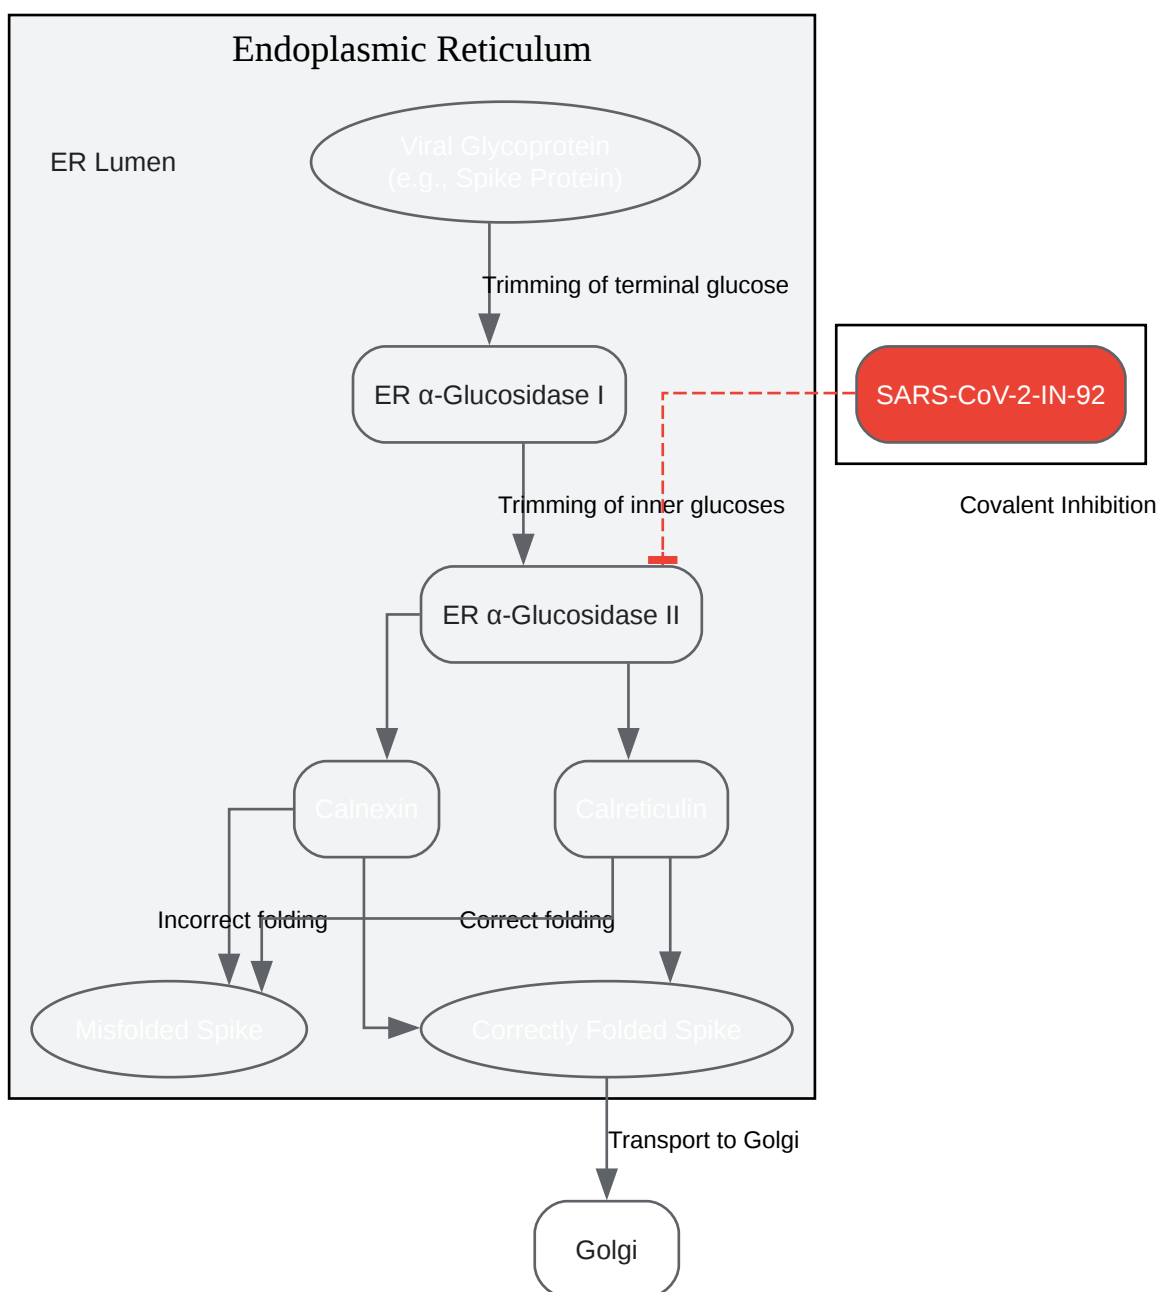 Endoplasmic Reticulum
ER Lumen
Viral Glycoprotein
(e.g., Spike Protein)
Trimming of terminal glucose
ER α-Glucosidase I
SARS-CoV-2-IN-92
Trimming of inner glucoses
Covalent Inhibition
ER α-Glucosidase II
Calnexin
Calreticulin
Incorrect folding
Correct folding
Misfolded Spike
Correctly Folded Spike
Transport to Golgi
Golgi